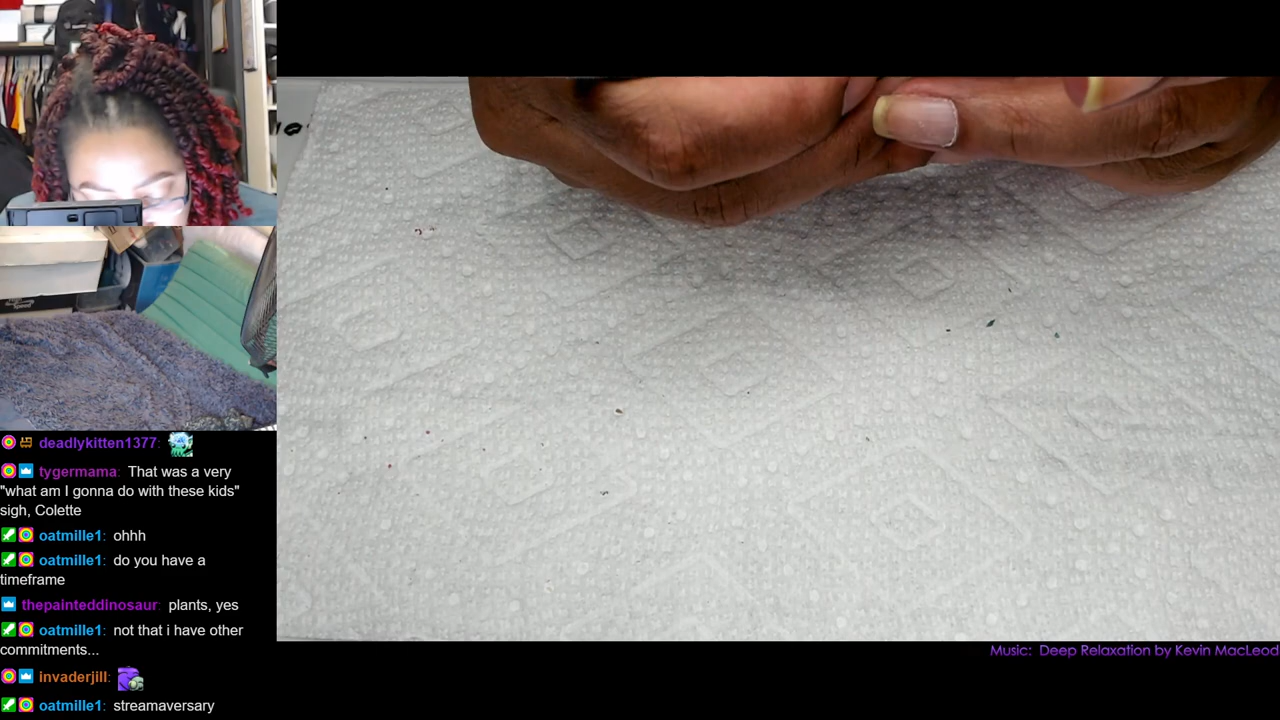 deadlykitten1377:
tygermama: That was a very
"what am I gonna do with these kids"
sigh, Colette
oatmille1: ohhh
oatmille1: do you have a
timeframe
thepainteddinosaur: plants, yes
oatmille1: not that i have other
commitments...
invaderjill:
oatmille1: streamaversary
Music: Deep Relaxation by Kevin MacLeod